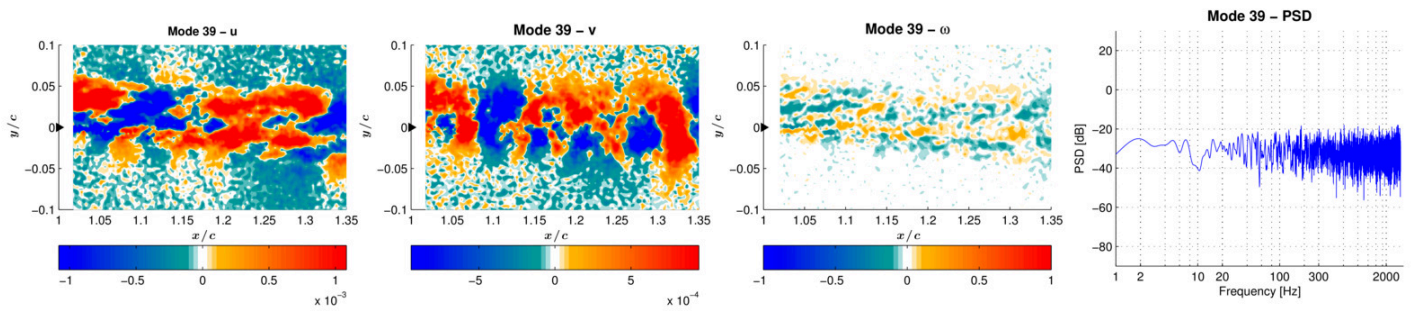 Mode 39 – u
0.1
0.05
0
−0.05
−0.1
1 1.05 1.1 1.15 1.2 1.25 1.3 1.35
y/c
x/c
−1 −0.5 0 0.5 1
x 10⁻³
Mode 39 – v
0.1
0.05
0
−0.05
−0.1
1 1.05 1.1 1.15 1.2 1.25 1.3 1.35
y/c
x/c
−5 0 5
x 10⁻⁴
Mode 39 – ω
0.1
0.05
0
−0.05
−0.1
1 1.05 1.1 1.15 1.2 1.25 1.3 1.35
y/c
x/c
−1 −0.5 0 0.5 1
Mode 39 – PSD
20
0
−20
−40
−60
−80
PSD [dB]
1 2 10 20 100 300 2000
Frequency [Hz]